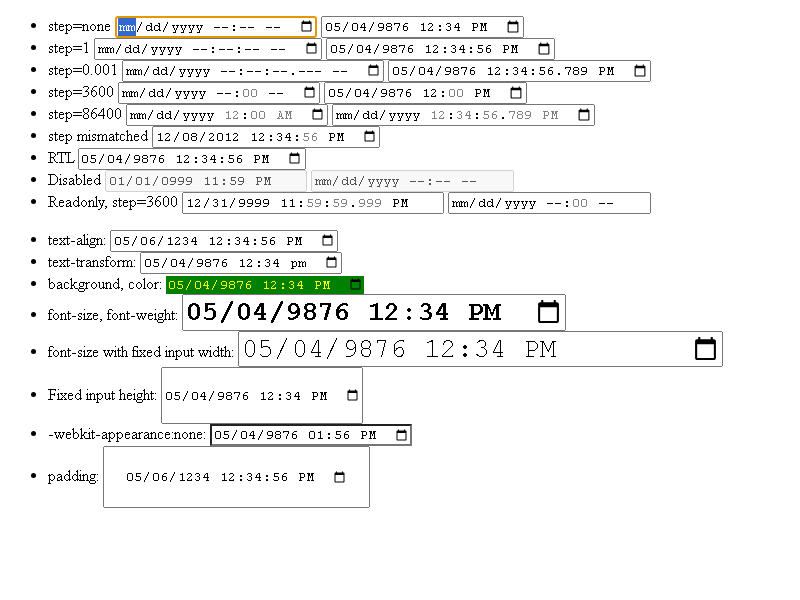 step=none mm/dd/yyyy --:-- -- 05/04/9876 12:34 PM
step=1 mm/dd/yyyy --:--:-- -- 05/04/9876 12:34:56 PM
step=0.001 mm/dd/yyyy --:--:--.--- -- 05/04/9876 12:34:56.789 PM
step=3600 mm/dd/yyyy --:00 -- 05/04/9876 12:00 PM
step=86400 mm/dd/yyyy 12:00 AM mm/dd/yyyy 12:34:56.789 PM
step mismatched 12/08/2012 12:34:56 PM
RTL 05/04/9876 12:34:56 PM
Disabled 01/01/0999 11:59 PM mm/dd/yyyy --:-- --
Readonly, step=3600 12/31/9999 11:59:59.999 PM mm/dd/yyyy --:00 --
text-align: 05/06/1234 12:34:56 PM
text-transform: 05/04/9876 12:34 pm
background, color: 05/04/9876 12:34 PM
font-size, font-weight: 05/04/9876 12:34 PM
font-size with fixed input width: 05/04/9876 12:34 PM
Fixed input height: 05/04/9876 12:34 PM
-webkit-appearance:none: 05/04/9876 01:56 PM
padding: 05/06/1234 12:34:56 PM